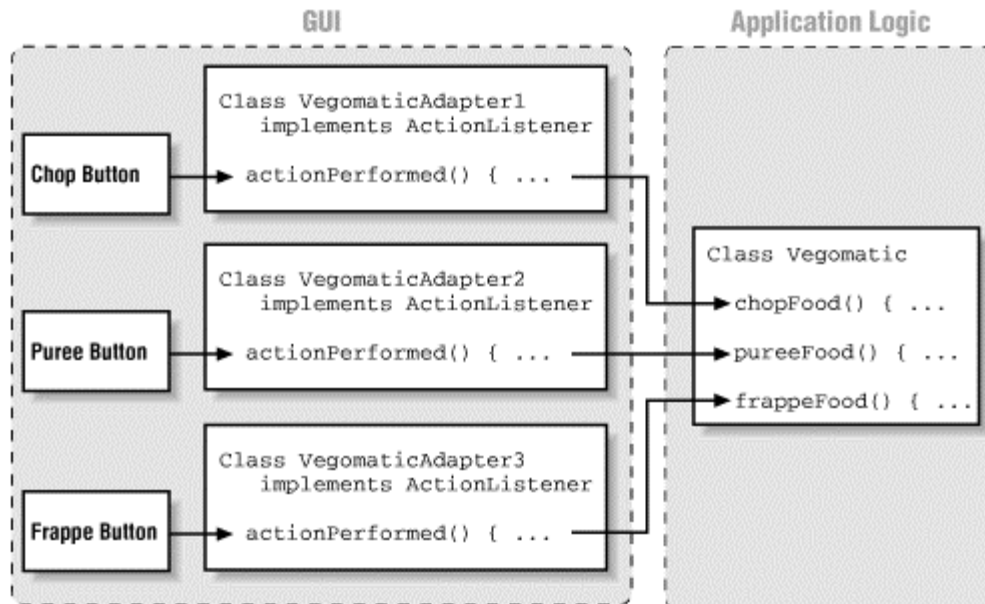 GUI
Application Logic
Chop Button
Class VegomaticAdapter1
implements ActionListener
actionPerformed() { ...
Puree Button
Class VegomaticAdapter2
implements ActionListener
actionPerformed() { ...
Frappe Button
Class VegomaticAdapter3
implements ActionListener
actionPerformed() { ...
Class Vegomatic
chopFood() { ...
pureeFood() { ...
frappeFood() { ...